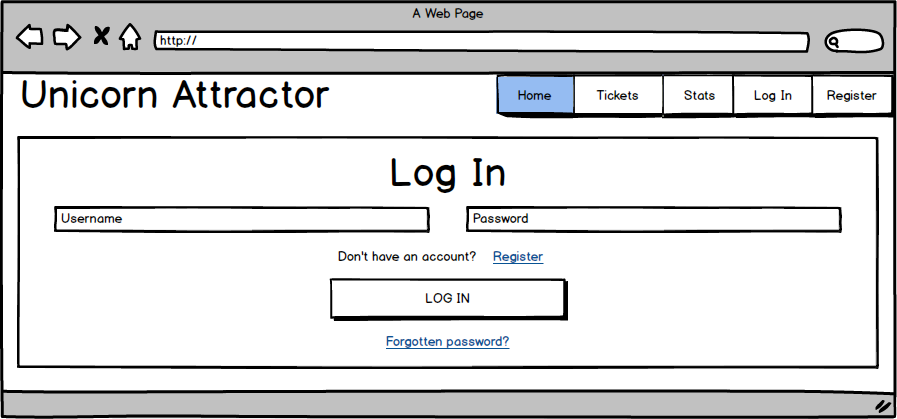 A Web Page
http://
Unicorn Attractor
Home Tickets Stats Log In Register
Log In
Username Password
Don't have an account? Register
LOG IN
Forgotten password?